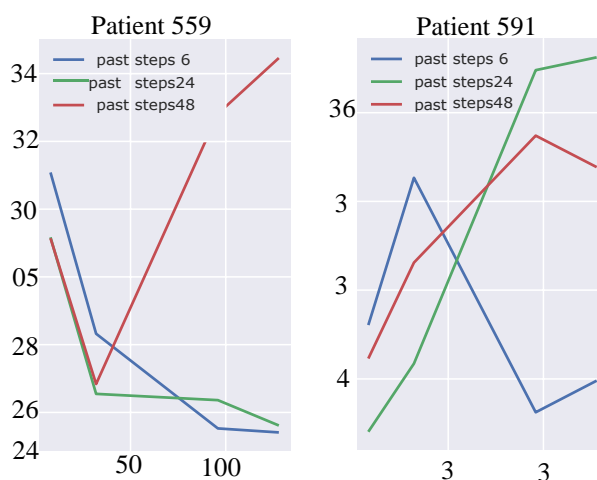 Patient 559
past steps 6
past steps24
past steps48
34
32
30
05
28
26
24
50 100
Patient 591
past steps 6
past steps24
past steps48
36
3
3
4
3 3